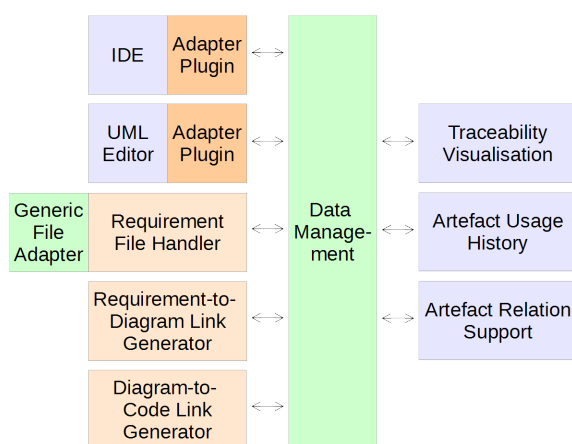 IDE
Adapter
Plugin
UML
Editor
Adapter
Plugin
Generic
File
Adapter
Requirement
File Handler
Requirement-to-
Diagram Link
Generator
Diagram-to-
Code Link
Generator
Data
Manage-
ment
Traceability
Visualisation
Artefact Usage
History
Artefact Relation
Support